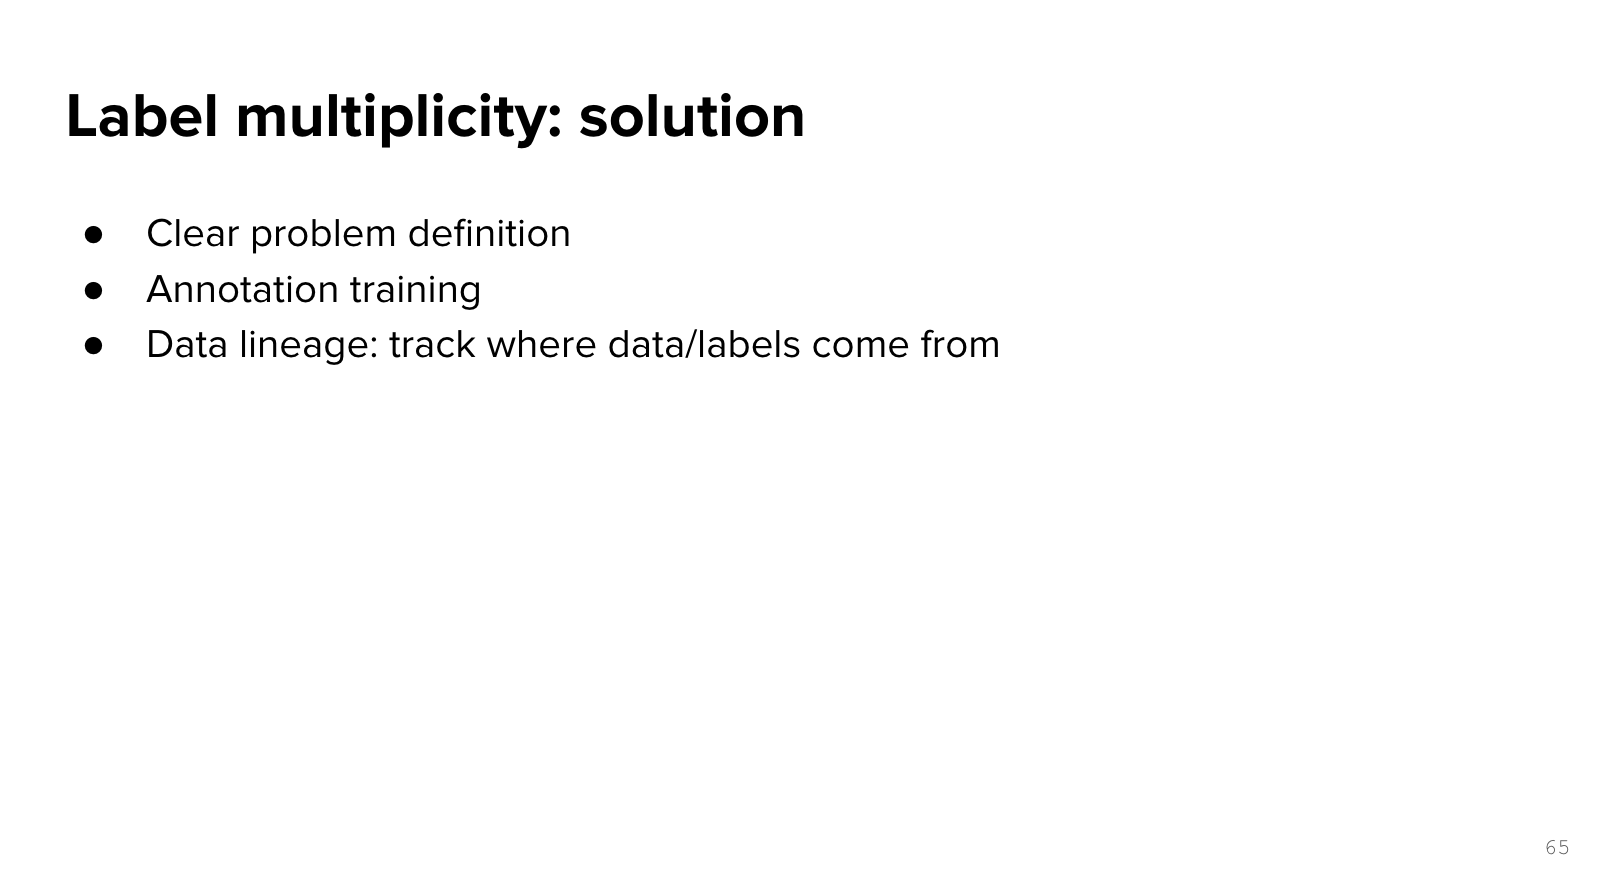 Label multiplicity: solution
● Clear problem definition
● Annotation training
● Data lineage: track where data/labels come from
65